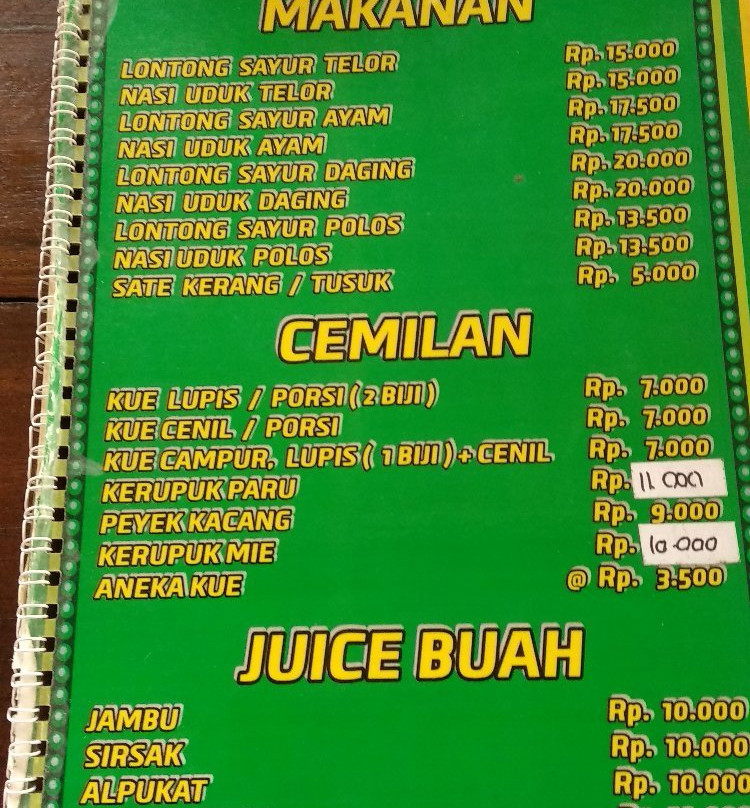 MAKANAN
LONTONG SAYUR TELOR Rp. 15.000
NASI UDUK TELOR Rp. 15.000
LONTONG SAYUR AYAM Rp. 17.500
NASI UDUK AYAM Rp. 17.500
LONTONG SAYUR DAGING Rp. 20.000
NASI UDUK DAGING Rp. 20.000
LONTONG SAYUR POLOS Rp. 13.500
NASI UDUK POLOS Rp. 13.500
SATE KERANG / TUSUK Rp. 5.000
CEMILAN
KUE LUPIS / PORSI ( 2 BIJI ) Rp. 7.000
KUE CENIL / PORSI Rp. 7.000
KUE CAMPUR, LUPIS ( 1 BIJI ) + CENIL Rp. 7.000
KERUPUK PARU Rp. 11.000
PEYEK KACANG Rp. 9.000
KERUPUK MIE Rp. 10.000
ANEKA KUE @ Rp. 3.500
JUICE BUAH
JAMBU Rp. 10.000
SIRSAK Rp. 10.000
ALPUKAT Rp. 10.000